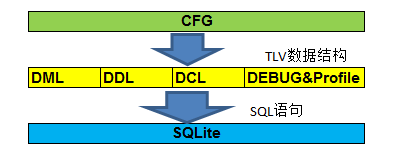 CFG
TLV数据结构
DML DDL DCL DEBUG&Profile
SQL语句
SQLite